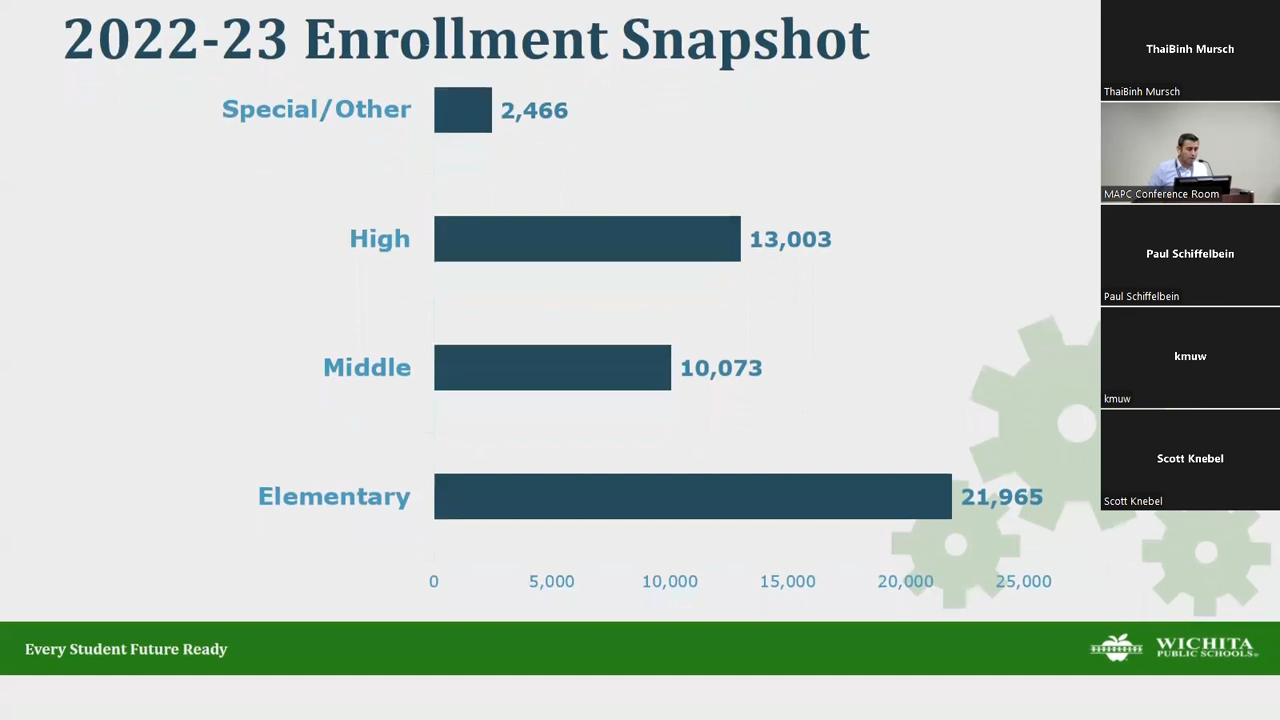 2022-23 Enrollment Snapshot
Special/Other 2,466
High 13,003
Middle 10,073
Elementary 21,965
0 5,000 10,000 15,000 20,000 25,000
Every Student Future Ready
WICHITA
PUBLIC SCHOOLS
ThaiBinh Mursch
ThaiBinh Mursch
MAPC Conference Room
Paul Schiffelbein
Paul Schiffelbein
kmuw
kmuw
Scott Knebel
Scott Knebel